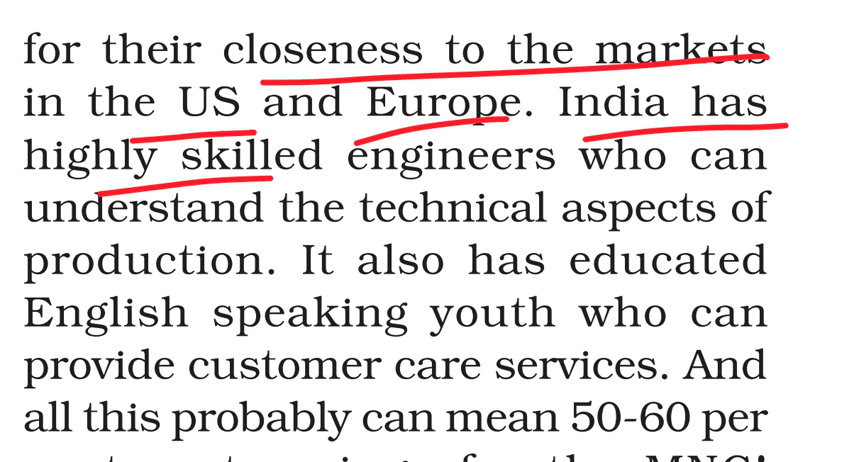 for their closeness to the markets
in the US and Europe. India has
highly skilled engineers who can
understand the technical aspects of
production. It also has educated
English speaking youth who can
provide customer care services. And
all this probably can mean 50-60 per